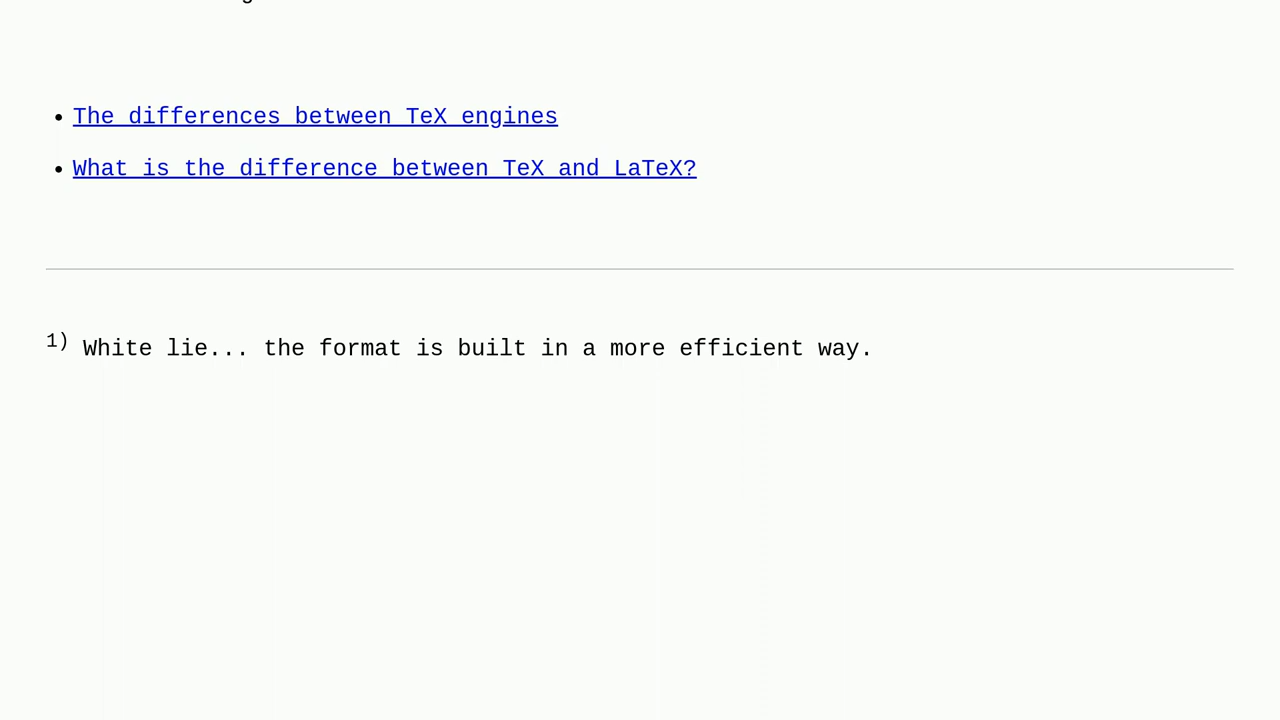 The differences between TeX engines
What is the difference between TeX and LaTeX?
1) White lie... the format is built in a more efficient way.